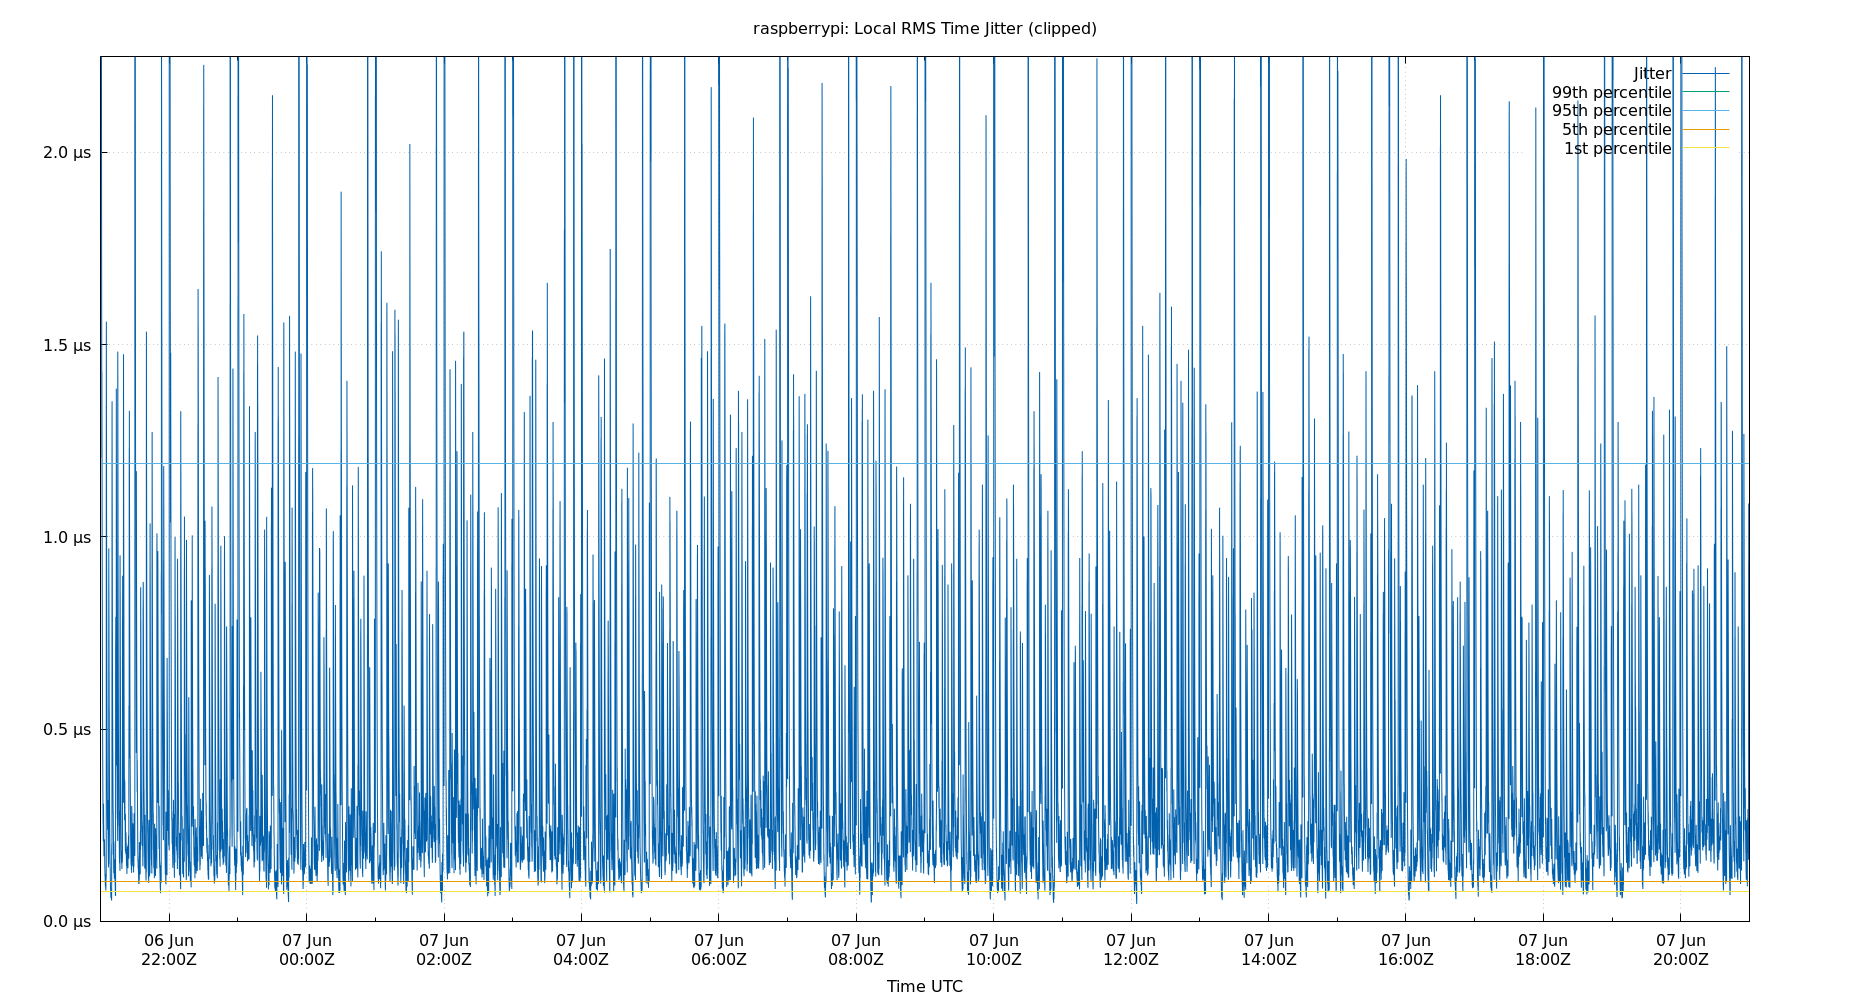 raspberrypi: Local RMS Time Jitter (clipped)
Jitter
99th percentile
95th percentile
5th percentile
1st percentile
2.0 µs
1.5 µs
1.0 µs
0.5 µs
0.0 µs
06 Jun 07 Jun 07 Jun 07 Jun 07 Jun 07 Jun 07 Jun 07 Jun 07 Jun 07 Jun 07 Jun 07 Jun
22:00Z 00:00Z 02:00Z 04:00Z 06:00Z 08:00Z 10:00Z 12:00Z 14:00Z 16:00Z 18:00Z 20:00Z
Time UTC